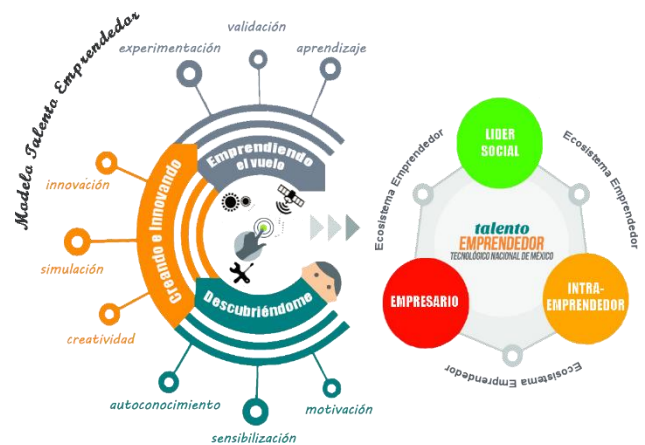 Modelo Talento Emprendedor
validación
experimentación
aprendizaje
Emprendiendo
el vuelo
innovación
simulación
creatividad
Creando e Innovando
Descubriéndome
autoconocimiento
sensibilización
motivación
LIDER
SOCIAL
Ecosistema Emprendedor
Ecosistema Emprendedor
talento
EMPRENDEDOR
TECNOLÓGICO NACIONAL DE MÉXICO
EMPRESARIO
INTRA-
EMPRENDEDOR
Ecosistema Emprendedor